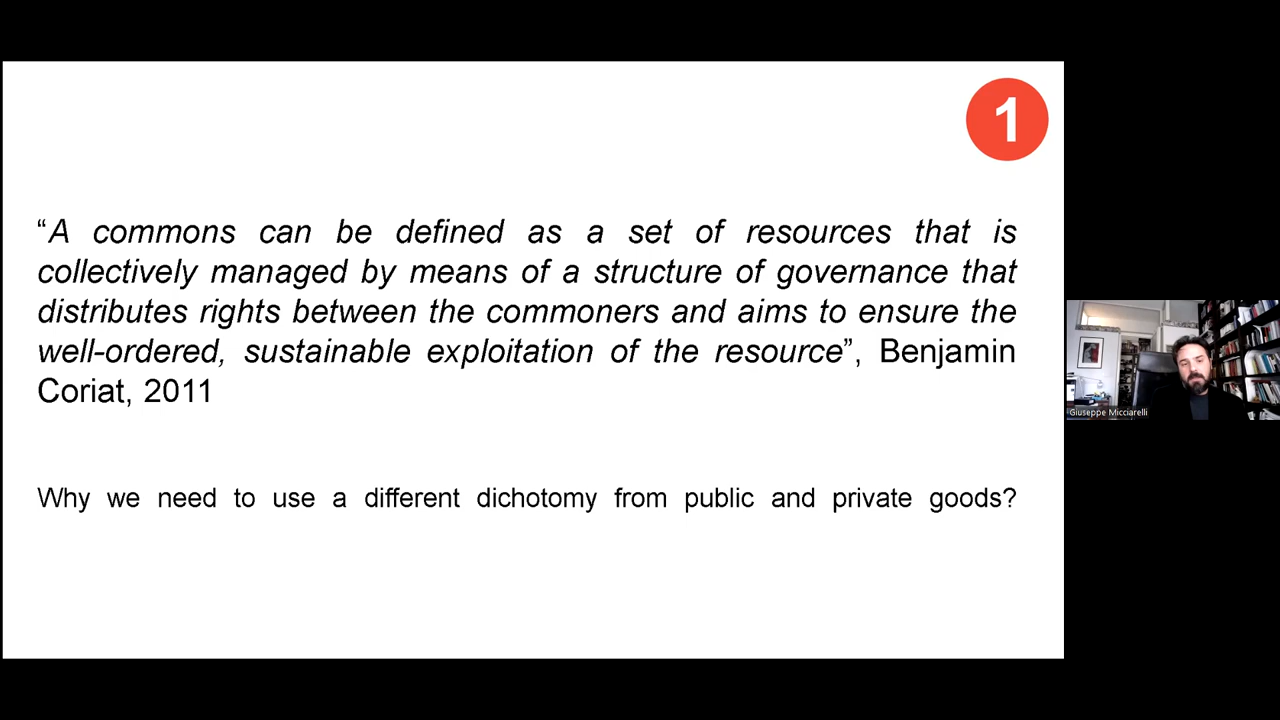 1
“A commons can be defined as a set of resources that is
collectively managed by means of a structure of governance that
distributes rights between the commoners and aims to ensure the
well-ordered, sustainable exploitation of the resource”, Benjamin
Coriat, 2011
Why we need to use a different dichotomy from public and private goods?
Giuseppe Micciarelli